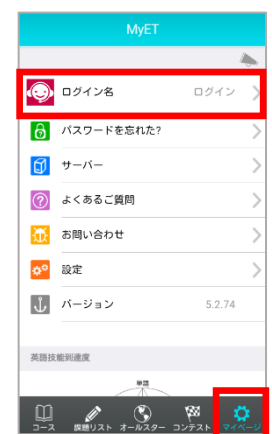 MyET
ログイン名 ログイン
パスワードを忘れた?
サーバー
よくあるご質問
お問い合わせ
設定
バージョン 5.2.74
英語技能到達度
単語
コース 課題リスト オールスター コンテスト マイページ